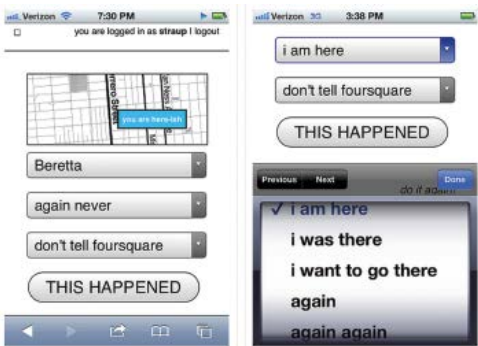 Verizon 7:30 PM
you are logged in as straup | logout
you are here-ish
Beretta
again never
don't tell foursquare
THIS HAPPENED
Verizon 3G 3:38 PM
i am here
don't tell foursquare
THIS HAPPENED
Previous Next Done
do it again!
✓ i am here
i was there
i want to go there
again
again again